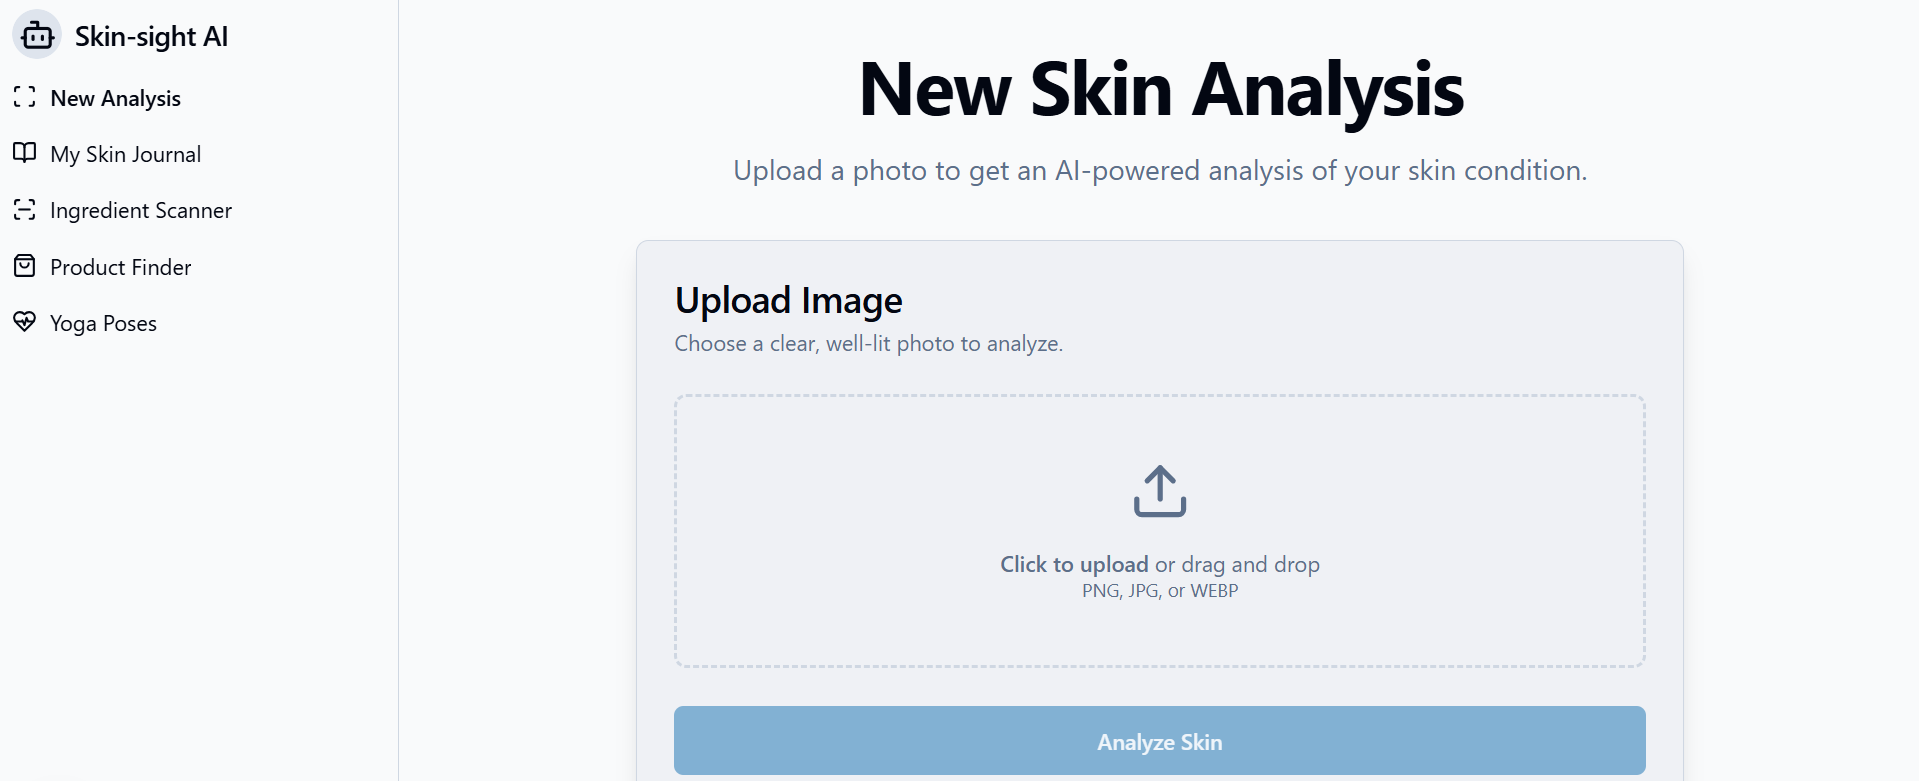 Skin-sight AI
New Analysis
My Skin Journal
Ingredient Scanner
Product Finder
Yoga Poses
New Skin Analysis
Upload a photo to get an AI-powered analysis of your skin condition.
Upload Image
Choose a clear, well-lit photo to analyze.
Click to upload or drag and drop
PNG, JPG, or WEBP
Analyze Skin